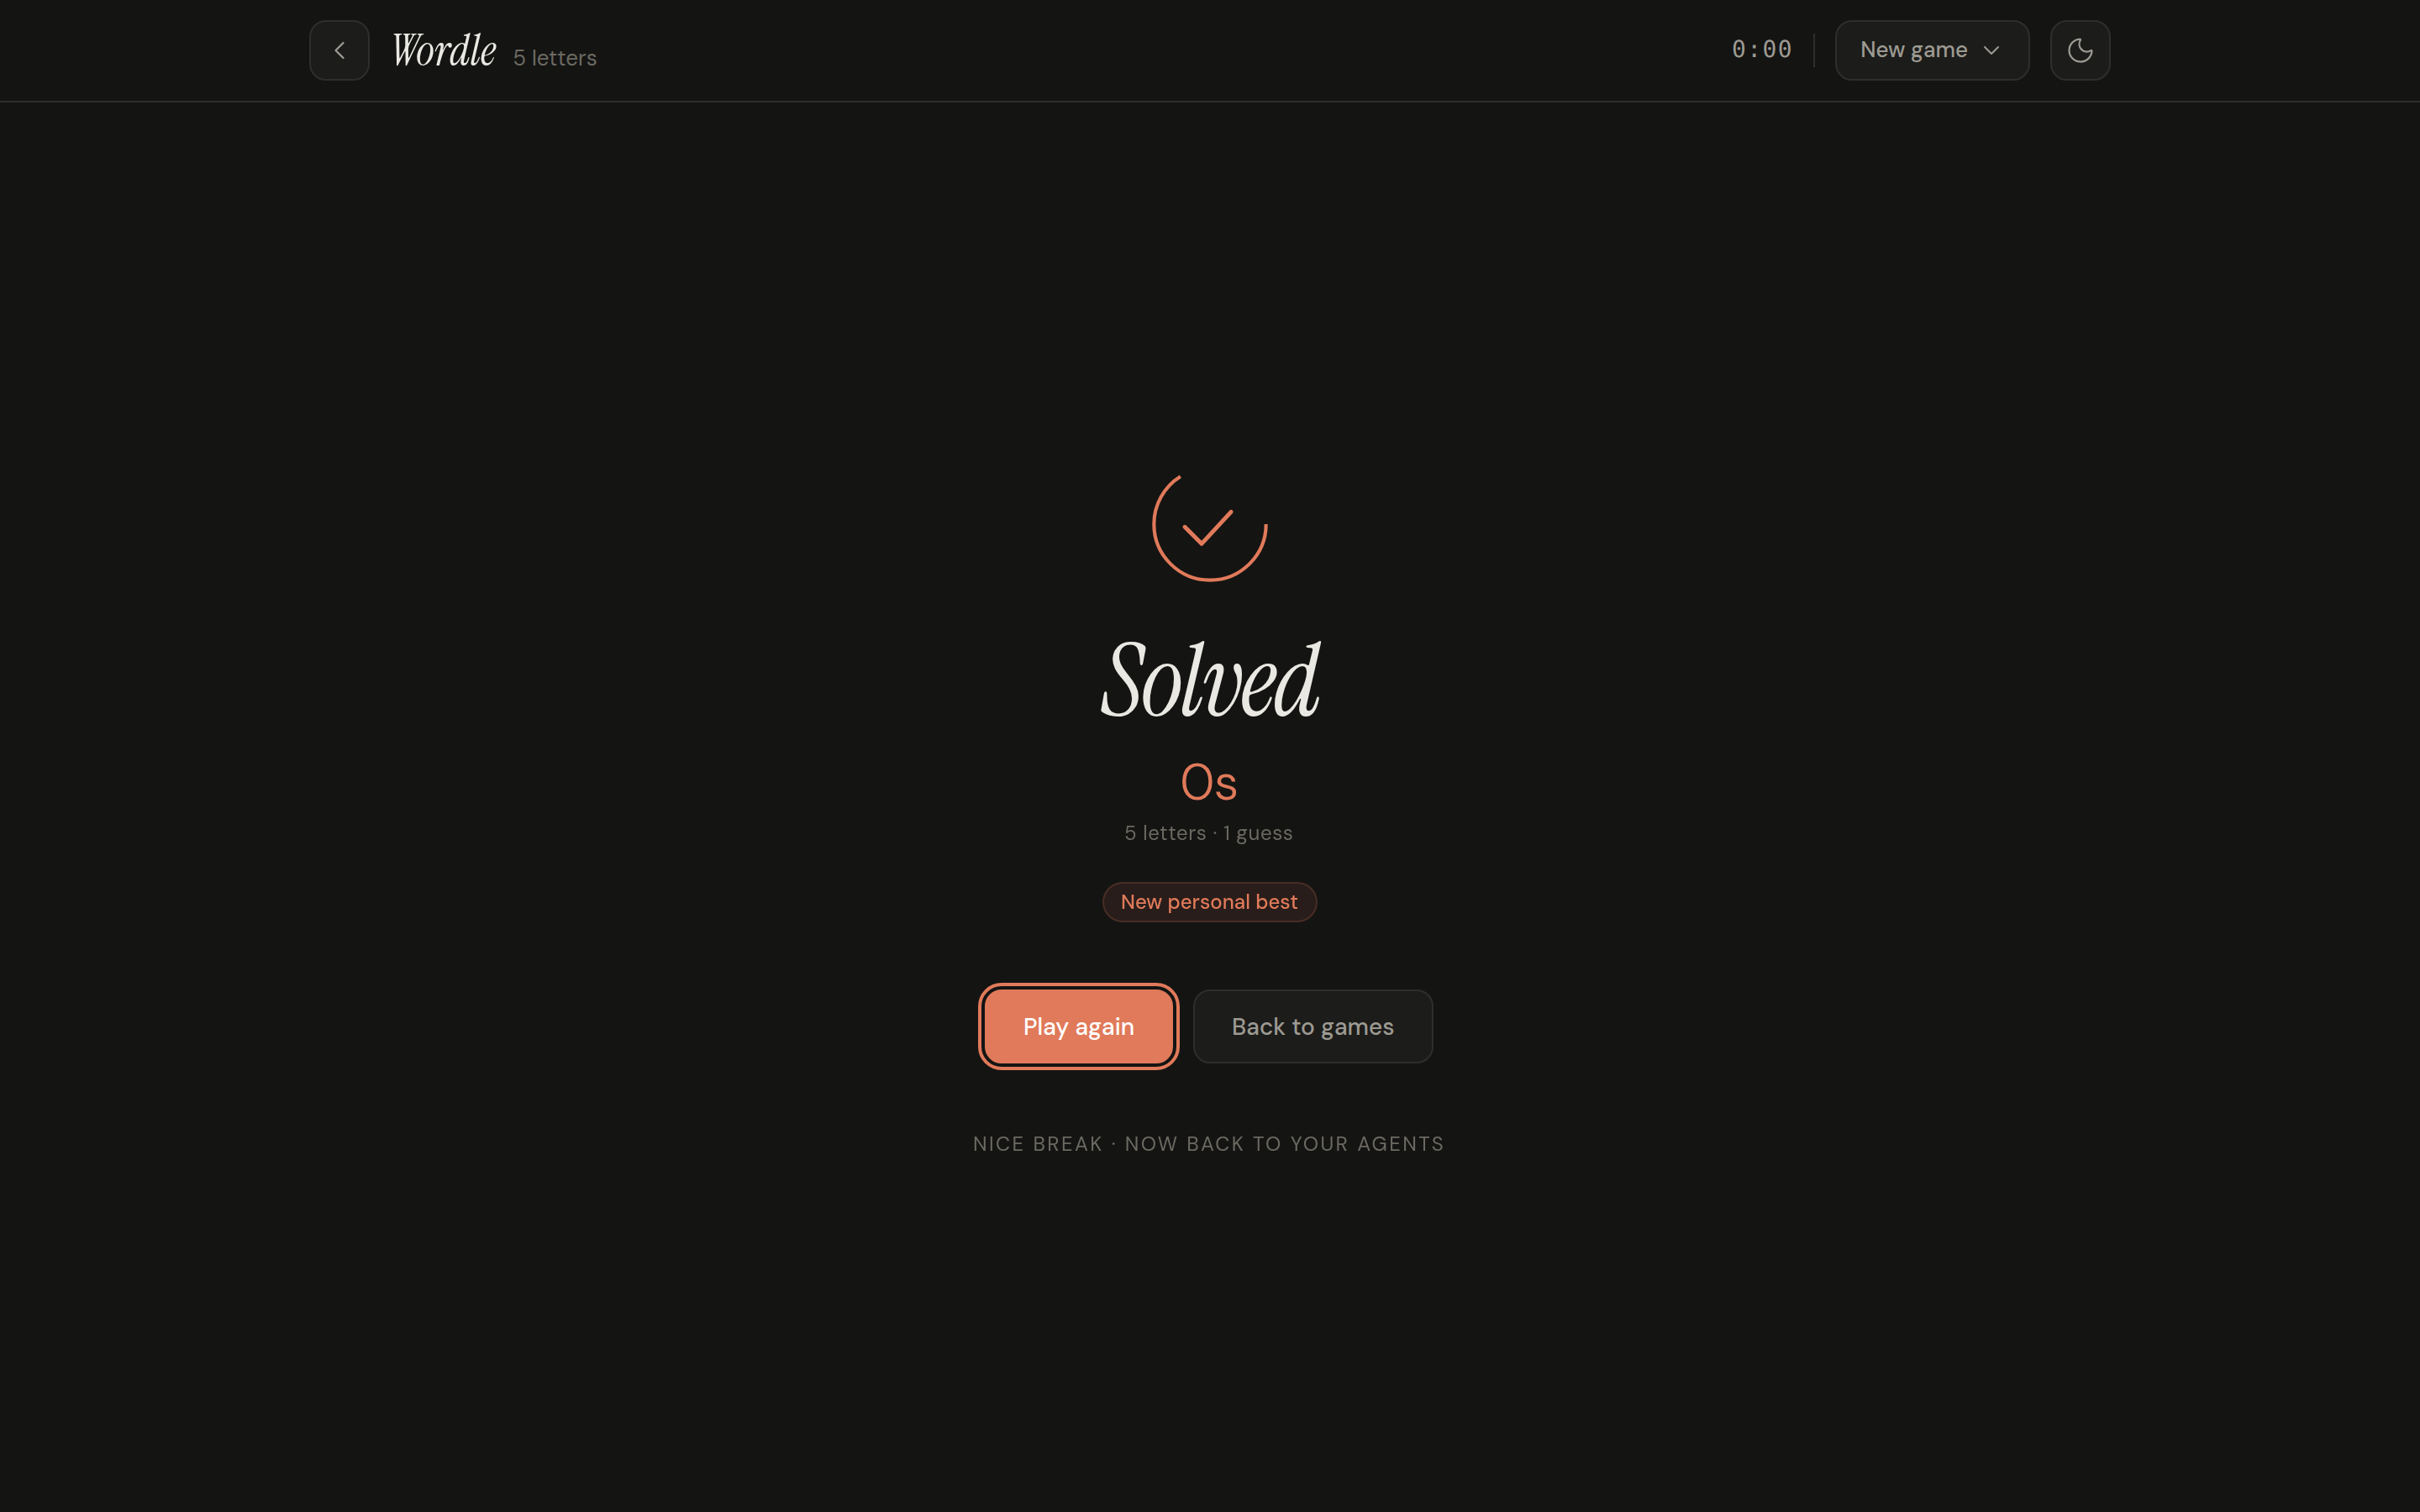 Wordle 5 letters
0:00
New game
Solved
0s
5 letters · 1 guess
New personal best
Play again
Back to games
NICE BREAK · NOW BACK TO YOUR AGENTS